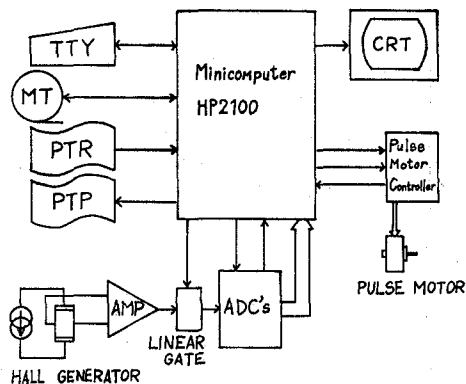 TTY
MT
PTR
PTP
Minicomputer
HP2100
CRT
Pulse
Motor
Controller
PULSE MOTOR
AMP
LINEAR
GATE
ADC's
HALL GENERATOR